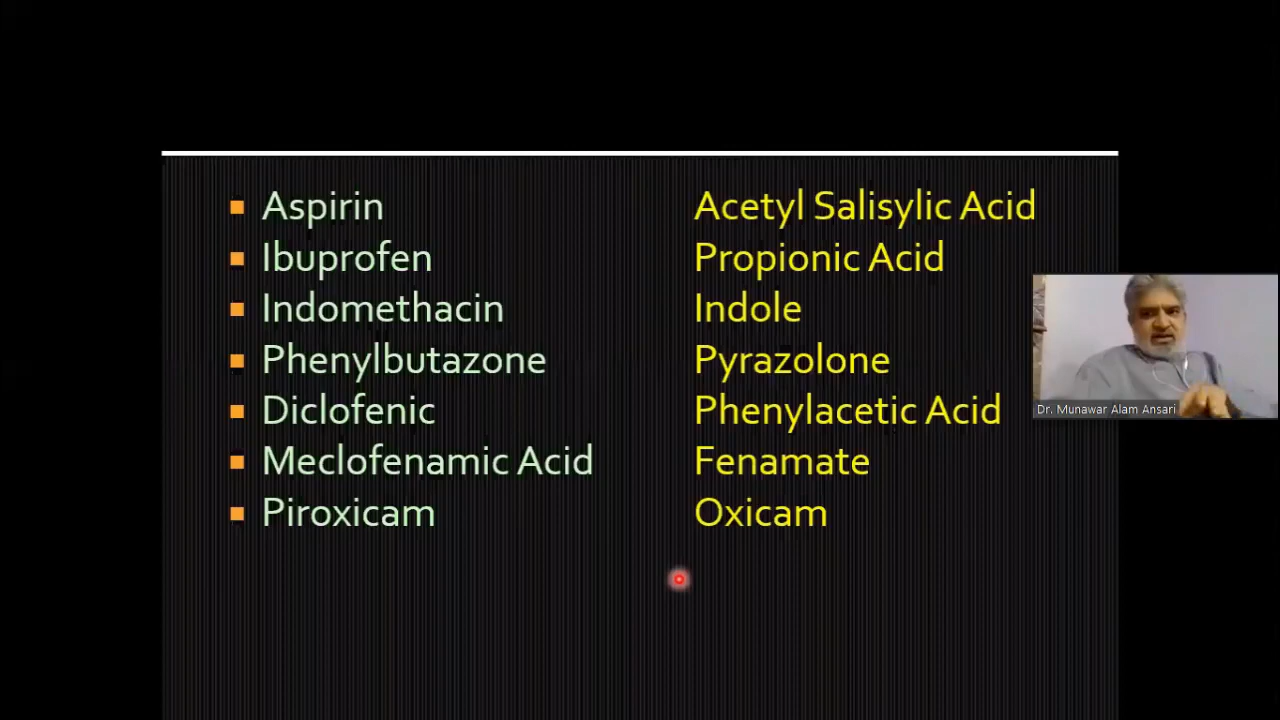 Aspirin Acetyl Salisylic Acid
Ibuprofen Propionic Acid
Indomethacin Indole
Phenylbutazone Pyrazolone
Diclofenic Phenylacetic Acid
Meclofenamic Acid Fenamate
Piroxicam Oxicam
Dr. Munawar Alam Ansari